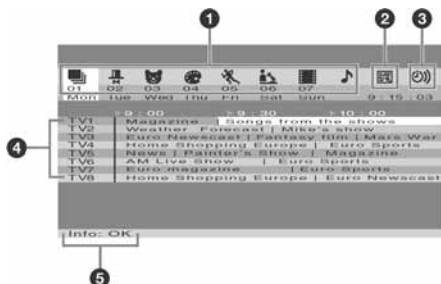 1 2 3
01 02 03 04 05 06 07
Mon Tue Wed Thu Fri Sat Sun 9 : 15 : 03
9 : 00 9 : 30 10 : 00
TV1 Magazine Songs from the shows
TV2 Weather Forecast | Mike's show
TV3 Euro Newscast | Fantasy film | Mars War
TV4 Home Shopping Europe | Euro Sports
TV5 News | Painter's Show | Magazine
TV6 AM Live Show | Euro Sports
TV7 Euro magazine | Euro Sports
TV8 Home Shopping Europe | Euro Newscast
4
Info: OK
5